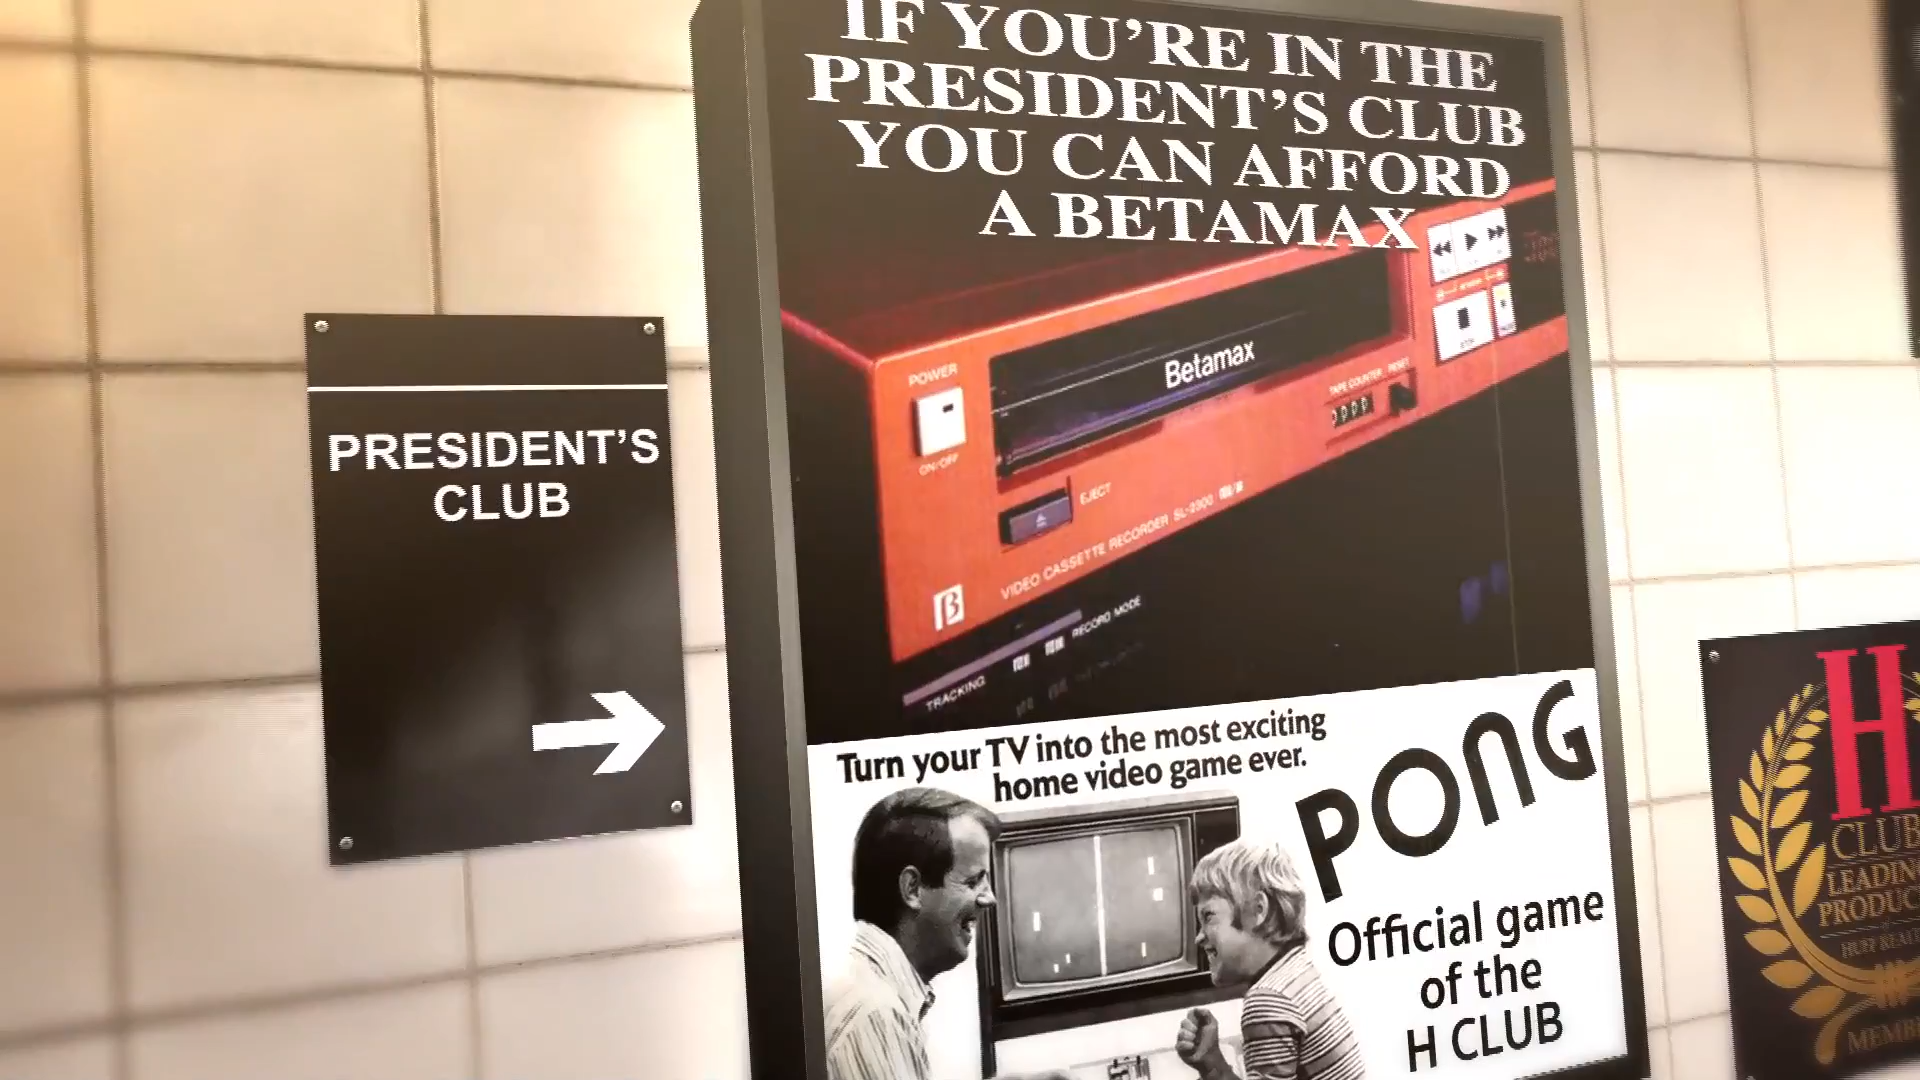 PRESIDENT'S
CLUB
IF YOU'RE IN THE
PRESIDENT'S CLUB
YOU CAN AFFORD
A BETAMAX
POWER
ON/OFF
Betamax
TAPE COUNTER RESET
STOP
EJECT
VIDEO CASSETTE RECORDER
β
TRACKING
RECORD MODE
Turn your TV into the most exciting
home video game ever.
PONG
Official game
of the
H CLUB
H
CLUB
LEADING